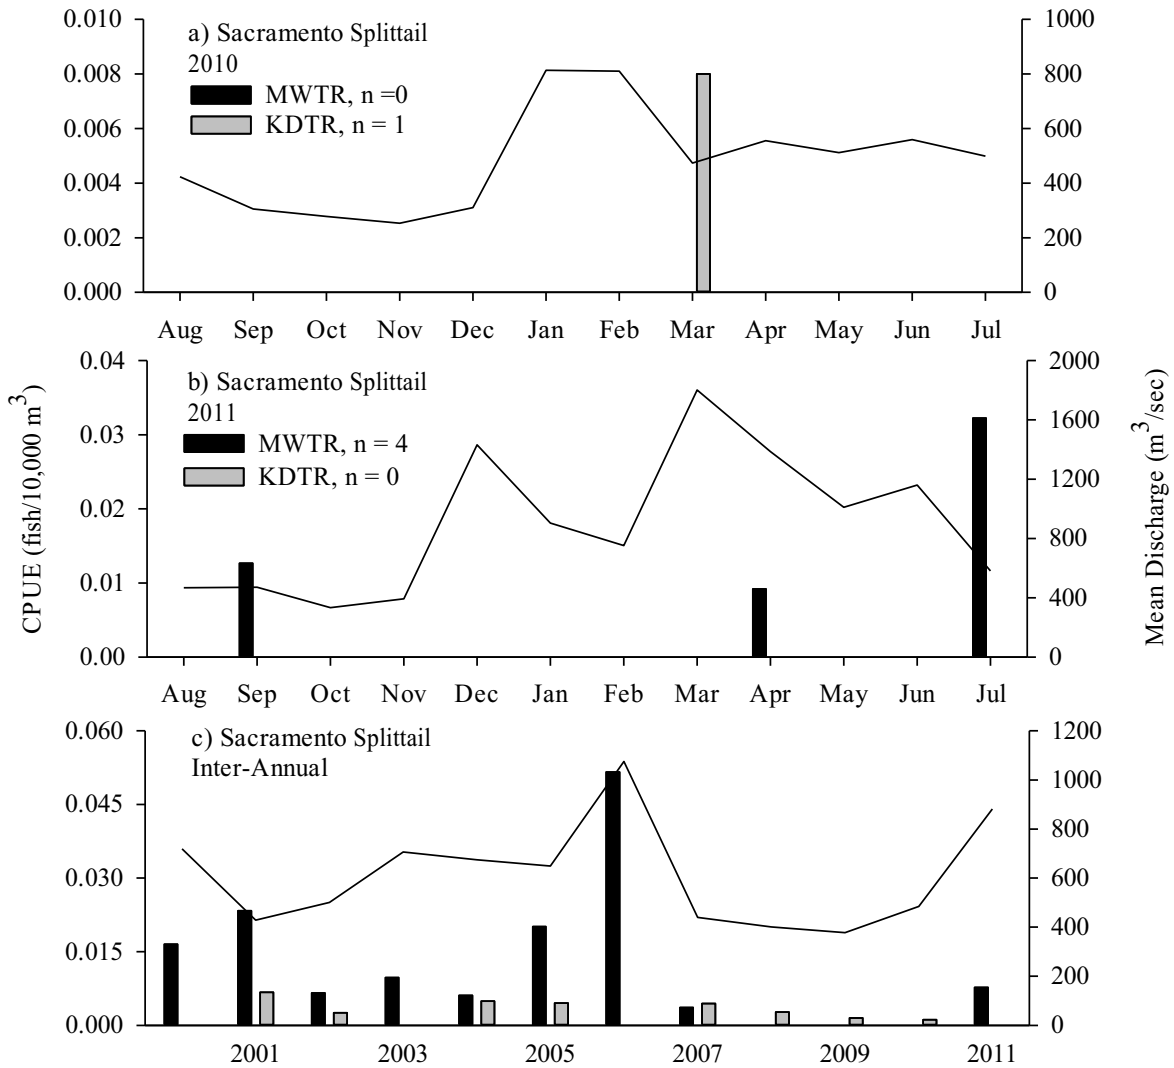 a) Sacramento Splittail
2010
MWTR, n =0
KDTR, n = 1
0.010
0.008
0.006
0.004
0.002
0.000
1000
800
600
400
200
0
Aug Sep Oct Nov Dec Jan Feb Mar Apr May Jun Jul
b) Sacramento Splittail
2011
MWTR, n = 4
KDTR, n = 0
0.04
0.03
0.02
0.01
0.00
2000
1600
1200
800
400
0
CPUE (fish/10,000 m³)
Mean Discharge (m³/sec)
Aug Sep Oct Nov Dec Jan Feb Mar Apr May Jun Jul
c) Sacramento Splittail
Inter-Annual
0.060
0.045
0.030
0.015
0.000
1200
1000
800
600
400
200
0
2001 2003 2005 2007 2009 2011